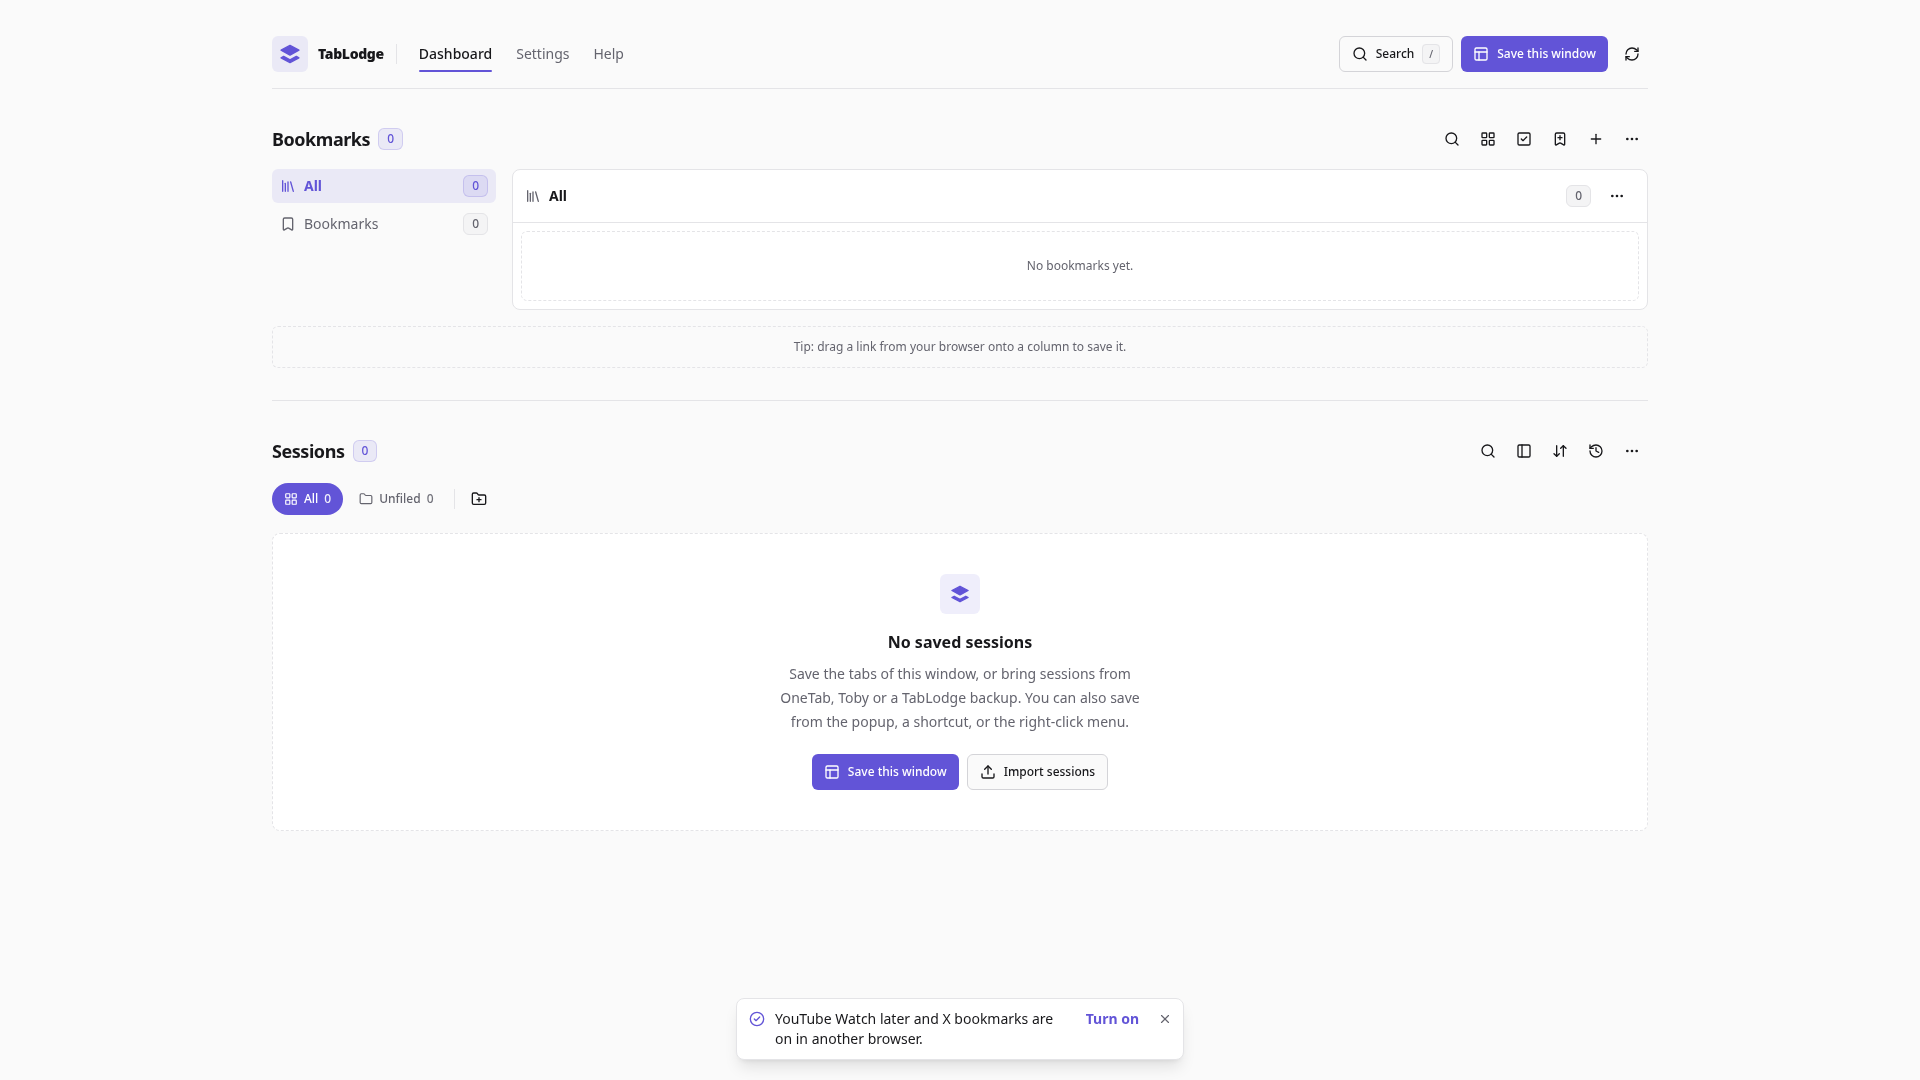 TabLodge
Dashboard
Settings
Help
Search /
Save this window
Bookmarks 0
All 0
Bookmarks 0
All 0
No bookmarks yet.
Tip: drag a link from your browser onto a column to save it.
Sessions 0
All 0
Unfiled 0
No saved sessions
Save the tabs of this window, or bring sessions from
OneTab, Toby or a TabLodge backup. You can also save
from the popup, a shortcut, or the right-click menu.
Save this window
Import sessions
YouTube Watch later and X bookmarks are
on in another browser.
Turn on